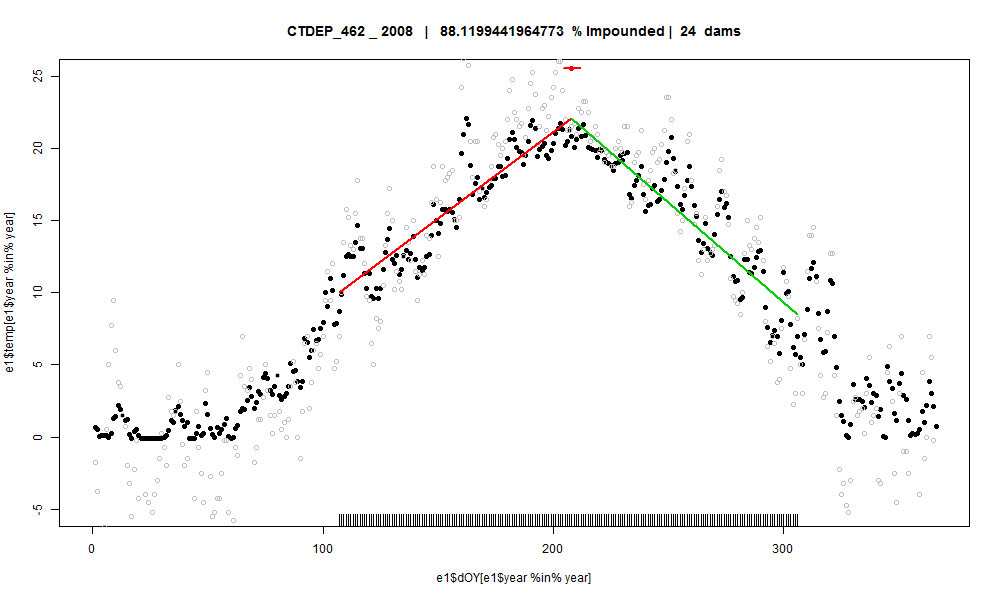 CTDEP_462 _ 2008 | 88.1199441964773 % Impounded | 24 dams
e1$temp[e1$year %in% year]
25
20
15
10
5
0
-5
0 100 200 300
e1$dOY[e1$year %in% year]